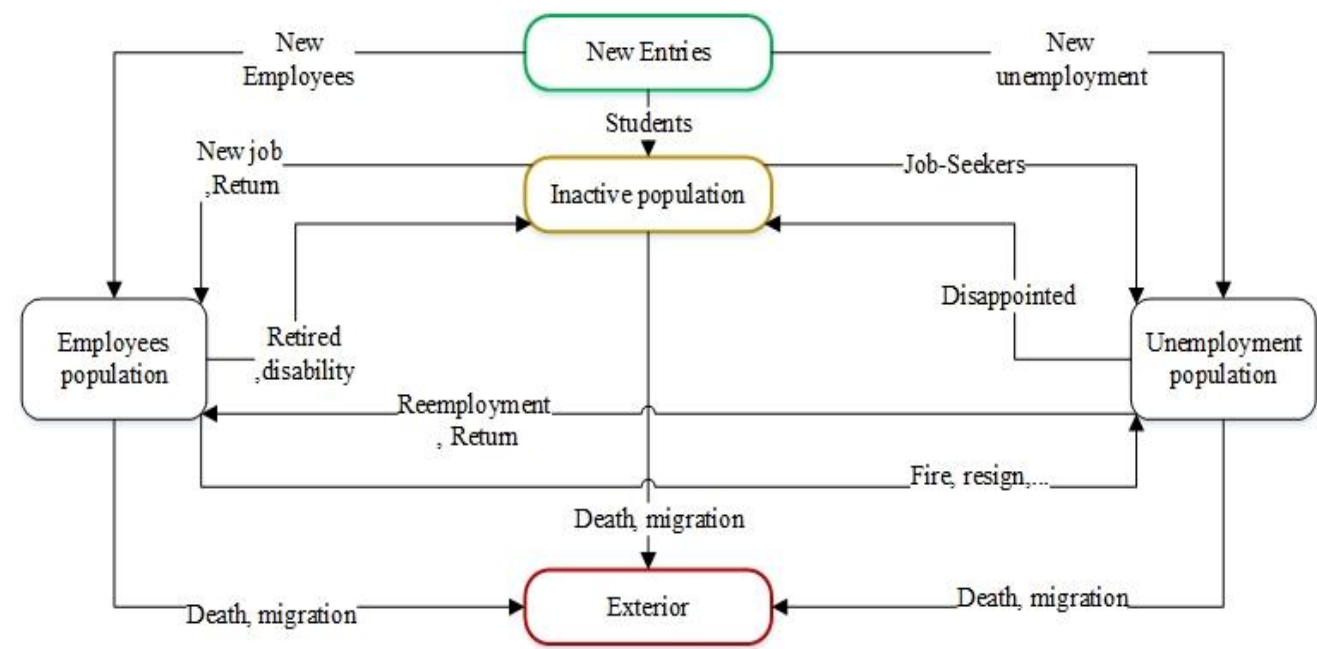 New
Employees
New Entries
New
unemployment
Students
New job
,Return
Inactive population
Job-Seekers
Disappointed
Employees
population
Retired
,disability
Unemployment
population
Reemployment
, Return
Fire, resign,...
Death, migration
Exterior
Death, migration
Death, migration